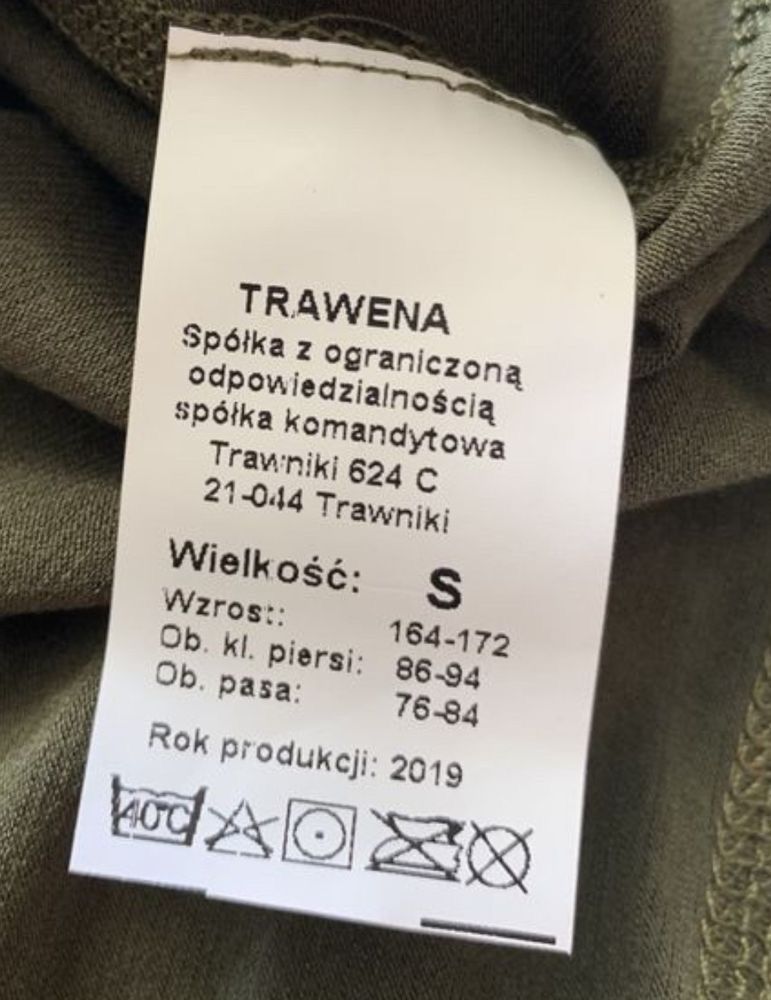 TRAWENA
Spółka z ograniczoną
odpowiedzialnością
spółka komandytowa
Trawniki 624 C
21-044 Trawniki
Wielkość: S
Wzrost: 164-172
Ob. kl. piersi: 86-94
Ob. pasa: 76-84
Rok produkcji: 2019
40°C